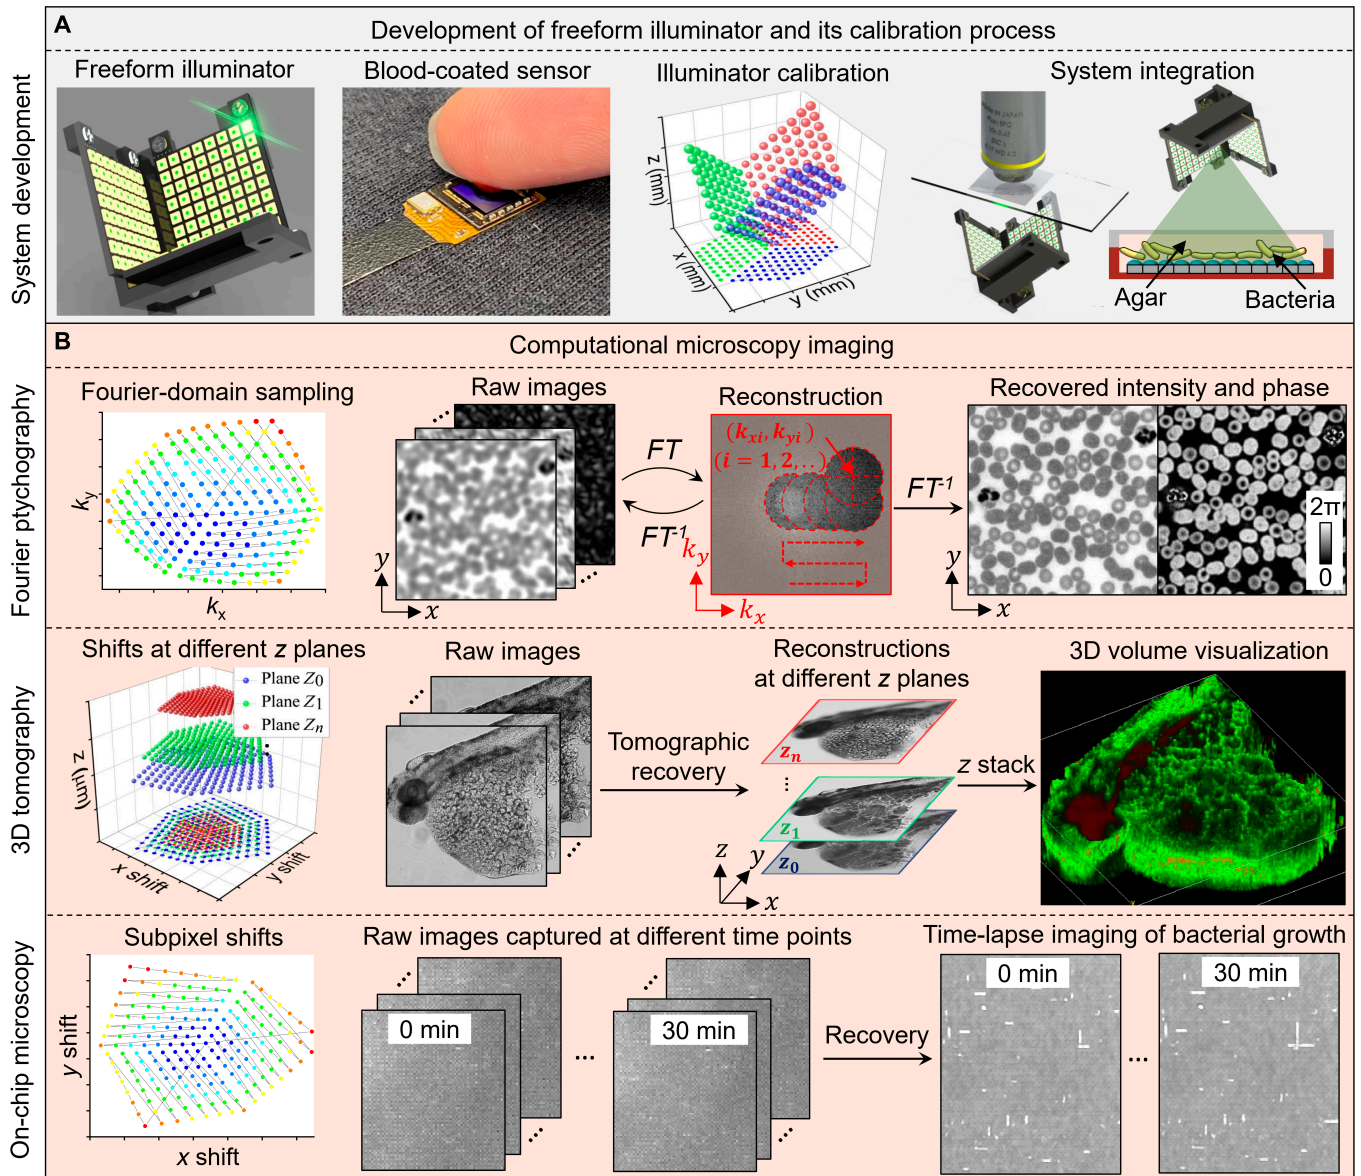 A
Development of freeform illuminator and its calibration process
System development
Freeform illuminator
Blood-coated sensor
Illuminator calibration
System integration
z (mm)
x (mm)
y (mm)
Agar
Bacteria
B
Computational microscopy imaging
Fourier ptychography
Fourier-domain sampling
Raw images
Reconstruction
Recovered intensity and phase
ky
kx
y
x
FT
FT-1
(kxi, kyi)
(i = 1, 2, ..)
ky
kx
FT-1
2π
0
y
x
3D tomography
Shifts at different z planes
Raw images
Reconstructions
at different z planes
3D volume visualization
Plane Z0
Plane Z1
Plane Zn
z (mm)
x shift
y shift
Tomographic
recovery
zn
z1
z0
z
y
x
z stack
On-chip microscopy
Subpixel shifts
Raw images captured at different time points
Time-lapse imaging of bacterial growth
y shift
x shift
0 min
...
30 min
Recovery
0 min
...
30 min